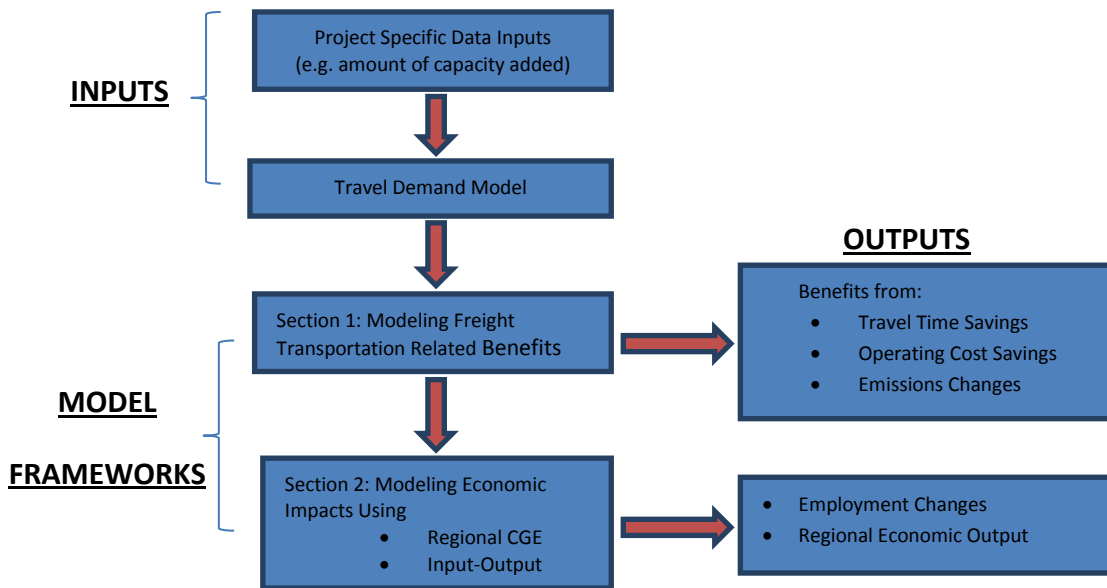 Project Specific Data Inputs
(e.g. amount of capacity added)
INPUTS
Travel Demand Model
OUTPUTS
Section 1: Modeling Freight
Transportation Related Benefits
Benefits from:
• Travel Time Savings
• Operating Cost Savings
• Emissions Changes
MODEL
FRAMEWORKS
Section 2: Modeling Economic
Impacts Using
• Regional CGE
• Input-Output
• Employment Changes
• Regional Economic Output